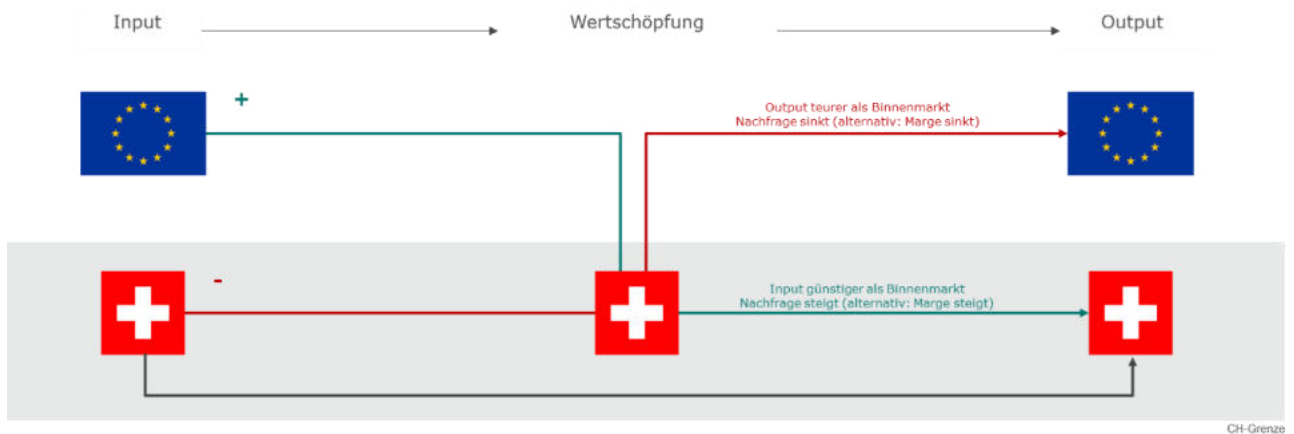 Input
Wertschöpfung
Output
+
Output teurer als Binnenmarkt
Nachfrage sinkt (alternativ: Marge sinkt)
-
Input günstiger als Binnenmarkt
Nachfrage steigt (alternativ: Marge steigt)
CH-Grenze